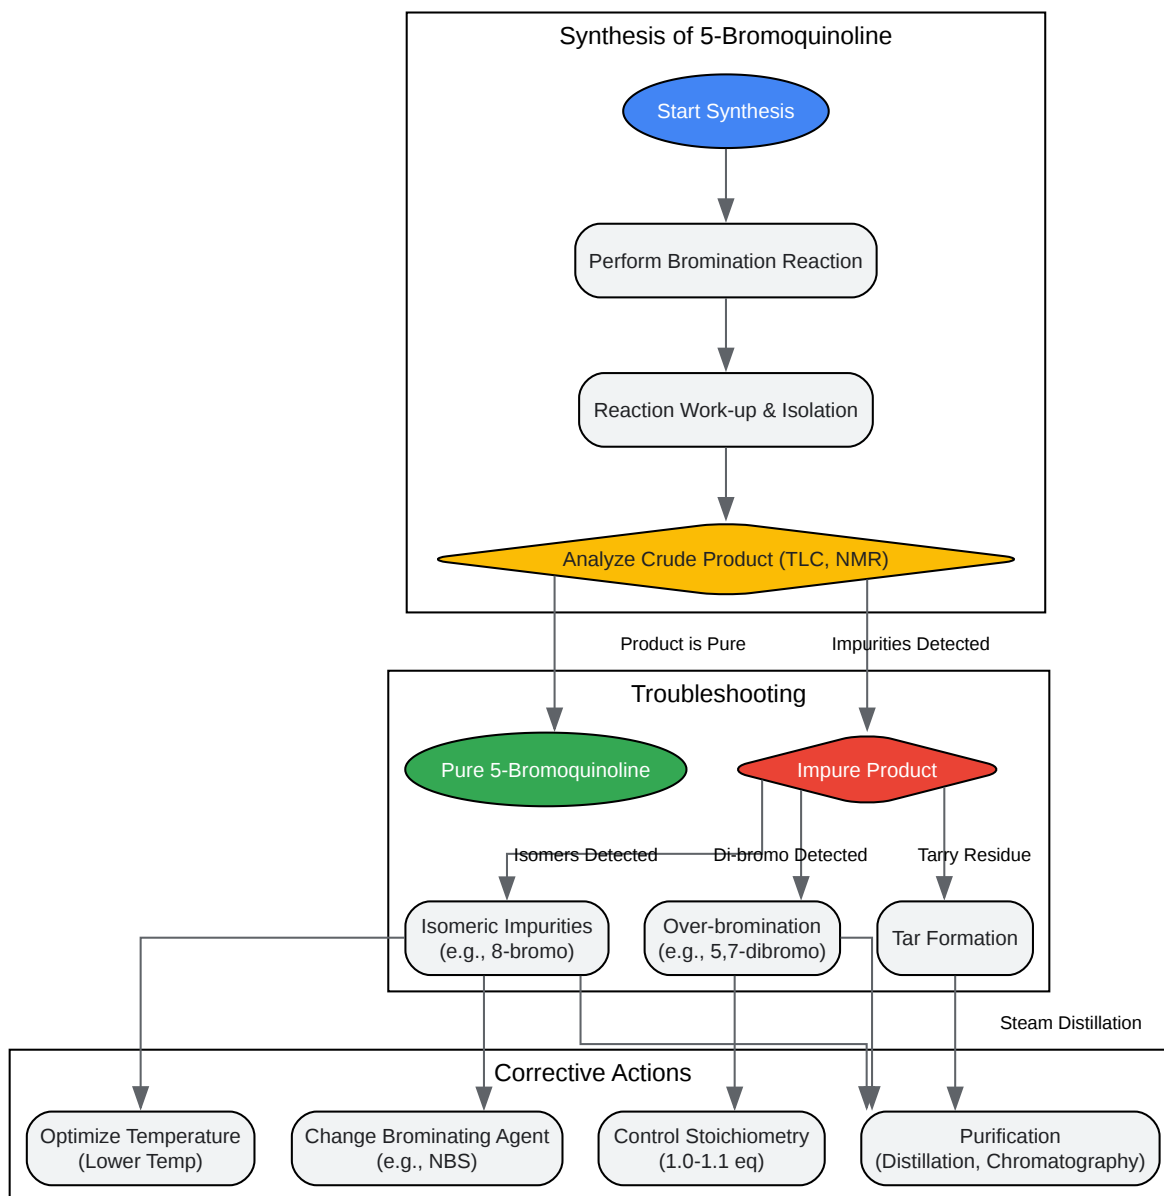 Synthesis of 5-Bromoquinoline
Start Synthesis
Perform Bromination Reaction
Reaction Work-up & Isolation
Analyze Crude Product (TLC, NMR)
Product is Pure
Impurities Detected
Troubleshooting
Pure 5-Bromoquinoline
Impure Product
Isomers Detected
Di-bromo Detected
Tarry Residue
Isomeric Impurities
(e.g., 8-bromo)
Over-bromination
(e.g., 5,7-dibromo)
Tar Formation
Steam Distillation
Corrective Actions
Optimize Temperature
(Lower Temp)
Change Brominating Agent
(e.g., NBS)
Control Stoichiometry
(1.0-1.1 eq)
Purification
(Distillation, Chromatography)